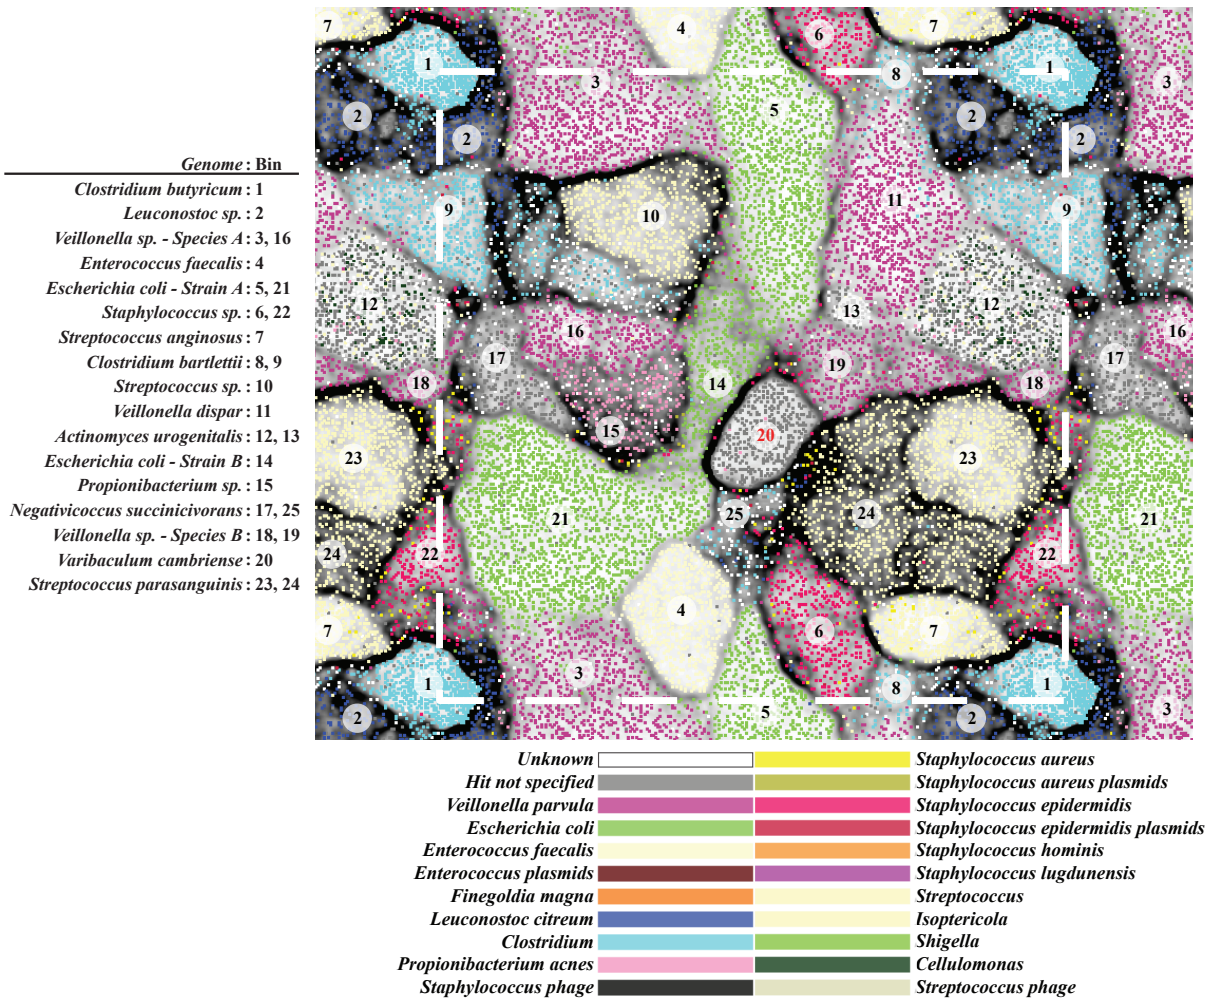 Genome : Bin
Clostridium butyricum : 1
Leuconostoc sp. : 2
Veillonella sp. - Species A : 3, 16
Enterococcus faecalis : 4
Escherichia coli - Strain A : 5, 21
Staphylococcus sp. : 6, 22
Streptococcus anginosus : 7
Clostridium bartlettii : 8, 9
Streptococcus sp. : 10
Veillonella dispar : 11
Actinomyces urogenitalis : 12, 13
Escherichia coli - Strain B : 14
Propionibacterium sp. : 15
Negativicoccus succinicivorans : 17, 25
Veillonella sp. - Species B : 18, 19
Varibaculum cambriense : 20
Streptococcus parasanguinis : 23, 24
7 4 6 7
1 3 8 1 3
2 2 5 2 2
9 10 11 9
12 16 13 12 16
17 14 19 17
18 18
15 20
23 23
21 25 24 21
24 22 22
7 4 6 7
1 3 8 1 3
2 5 2
Unknown
Hit not specified
Veillonella parvula
Escherichia coli
Enterococcus faecalis
Enterococcus plasmids
Finegoldia magna
Leuconostoc citreum
Clostridium
Propionibacterium acnes
Staphylococcus phage
Staphylococcus aureus
Staphylococcus aureus plasmids
Staphylococcus epidermidis
Staphylococcus epidermidis plasmids
Staphylococcus hominis
Staphylococcus lugdunensis
Streptococcus
Isoptericola
Shigella
Cellulomonas
Streptococcus phage